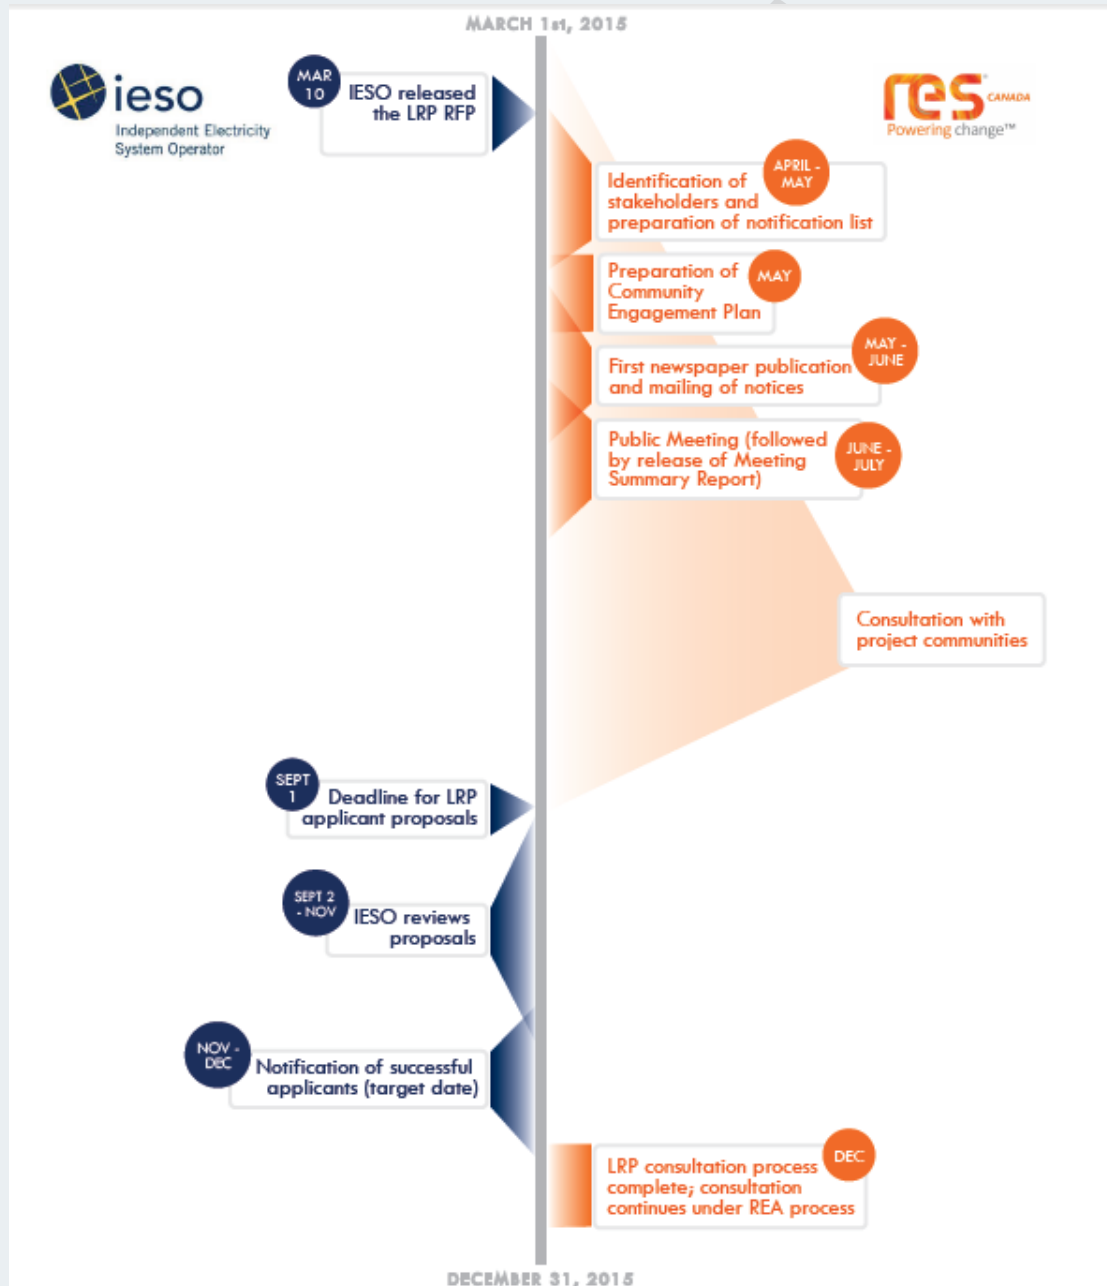 MARCH 1st, 2015
ieso
Independent Electricity
System Operator
MAR
10
IESO released
the LRP RFP
res
CANADA
Powering change™
APRIL -
MAY
Identification of
stakeholders and
preparation of notification list
MAY
Preparation of
Community
Engagement Plan
MAY -
JUNE
First newspaper publication
and mailing of notices
JUNE -
JULY
Public Meeting (followed
by release of Meeting
Summary Report)
Consultation with
project communities
SEPT
1
Deadline for LRP
applicant proposals
SEPT 2
- NOV
IESO reviews
proposals
NOV -
DEC
Notification of successful
applicants (target date)
DEC
LRP consultation process
complete; consultation
continues under REA process
DECEMBER 31, 2015